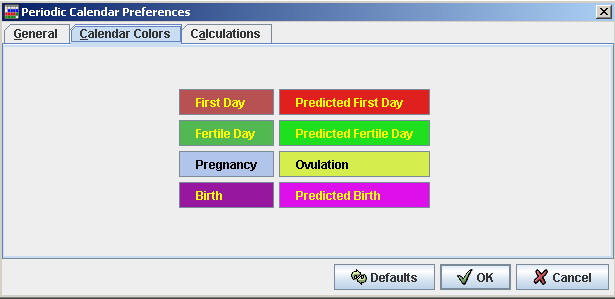 Periodic Calendar Preferences
General Calendar Colors Calculations
First Day Predicted First Day
Fertile Day Predicted Fertile Day
Pregnancy Ovulation
Birth Predicted Birth
Defaults OK Cancel